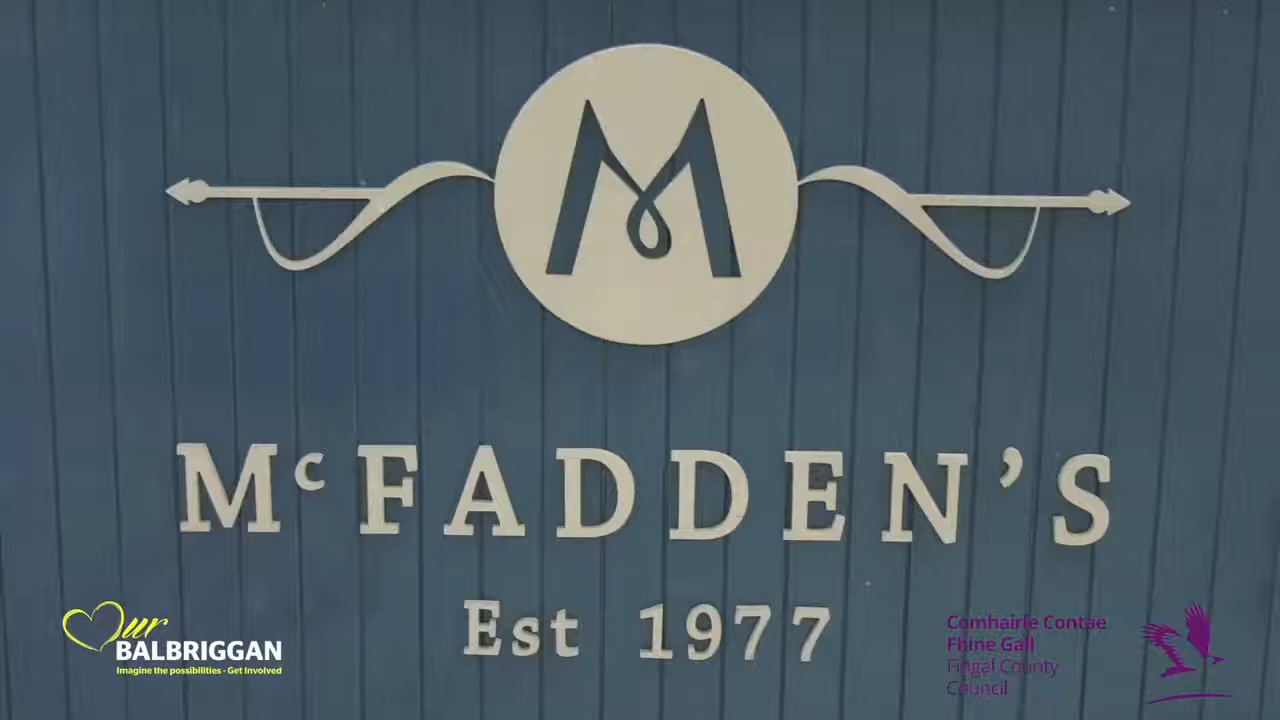 M
McFADDEN'S
Est 1977
Our
BALBRIGGAN
Imagine the possibilities - Get Involved
Comhairle Contae
Fhine Gall
Fingal County
Council